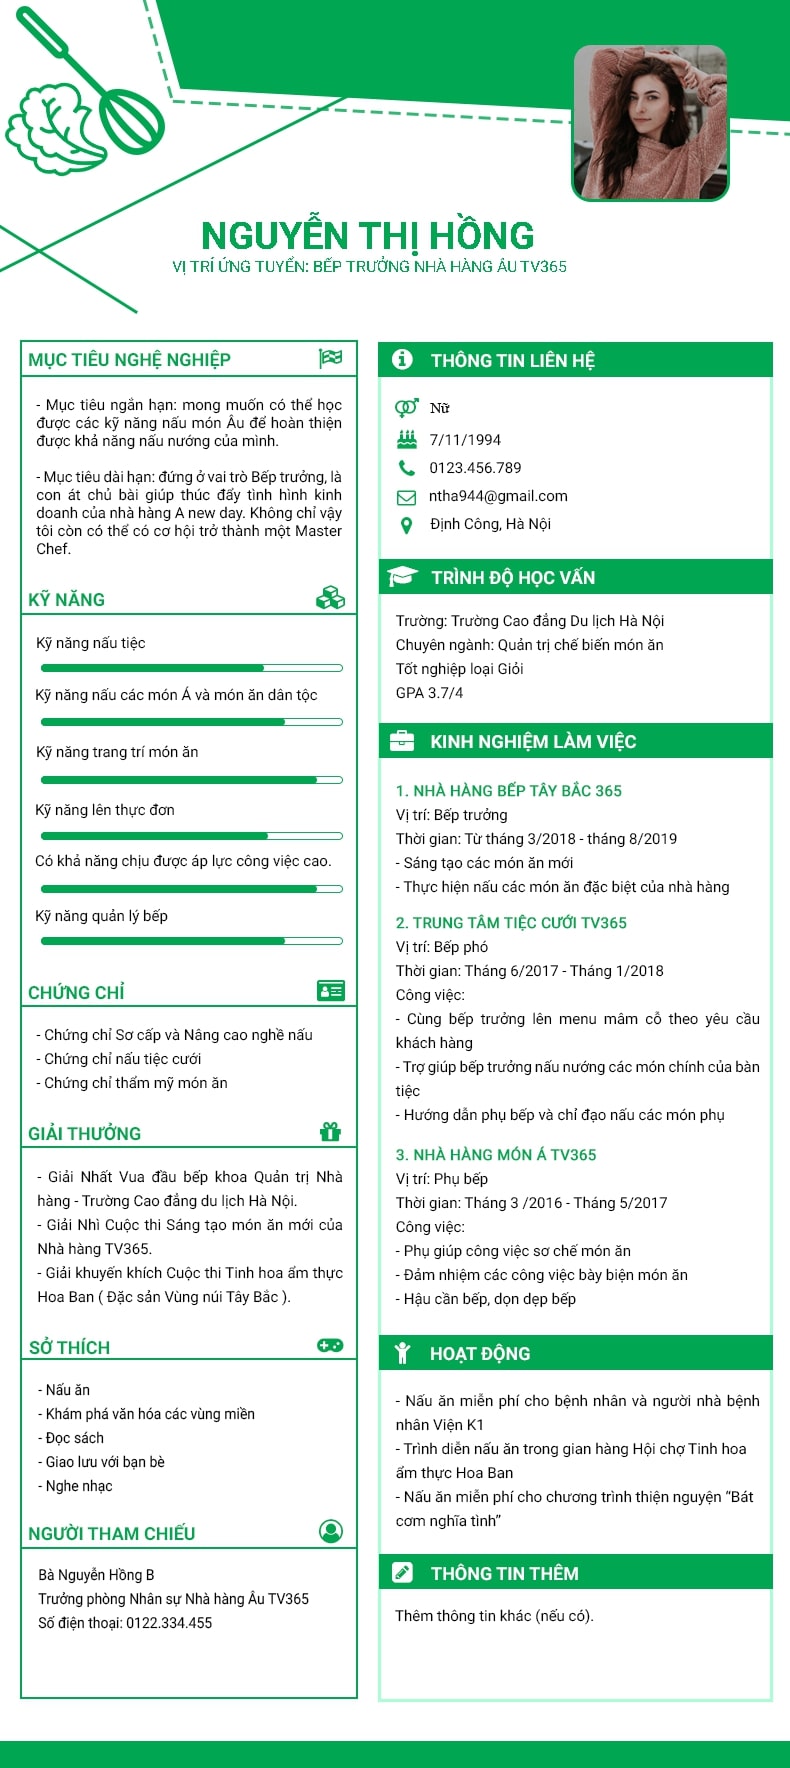 NGUYỄN THỊ HỒNG
VỊ TRÍ ỨNG TUYỂN: BẾP TRƯỞNG NHÀ HÀNG ÂU TV365
MỤC TIÊU NGHỆ NGHIỆP
- Mục tiêu ngắn hạn: mong muốn có thể học
được các kỹ năng nấu món Âu để hoàn thiện
được khả năng nấu nướng của mình.
- Mục tiêu dài hạn: đứng ở vai trò Bếp trưởng, là
con át chủ bài giúp thúc đẩy tình hình kinh
doanh của nhà hàng A new day. Không chỉ vậy
tôi còn có thể có cơ hội trở thành một Master
Chef.
KỸ NĂNG
Kỹ năng nấu tiệc
Kỹ năng nấu các món Á và món ăn dân tộc
Kỹ năng trang trí món ăn
Kỹ năng lên thực đơn
Có khả năng chịu được áp lực công việc cao.
Kỹ năng quản lý bếp
CHỨNG CHỈ
- Chứng chỉ Sơ cấp và Nâng cao nghề nấu
- Chứng chỉ nấu tiệc cưới
- Chứng chỉ thẩm mỹ món ăn
GIẢI THƯỞNG
- Giải Nhất Vua đầu bếp khoa Quản trị Nhà
hàng - Trường Cao đẳng du lịch Hà Nội.
- Giải Nhì Cuộc thi Sáng tạo món ăn mới của
Nhà hàng TV365.
- Giải khuyến khích Cuộc thi Tinh hoa ẩm thực
Hoa Ban ( Đặc sản Vùng núi Tây Bắc ).
SỞ THÍCH
- Nấu ăn
- Khám phá văn hóa các vùng miền
- Đọc sách
- Giao lưu với bạn bè
- Nghe nhạc
NGƯỜI THAM CHIẾU
Bà Nguyễn Hồng B
Trưởng phòng Nhân sự Nhà hàng Âu TV365
Số điện thoại: 0122.334.455
THÔNG TIN LIÊN HỆ
Nữ
7/11/1994
0123.456.789
ntha944@gmail.com
Định Công, Hà Nội
TRÌNH ĐỘ HỌC VẤN
Trường: Trường Cao đẳng Du lịch Hà Nội
Chuyên ngành: Quản trị chế biến món ăn
Tốt nghiệp loại Giỏi
GPA 3.7/4
KINH NGHIỆM LÀM VIỆC
1. NHÀ HÀNG BẾP TÂY BẮC 365
Vị trí: Bếp trưởng
Thời gian: Từ tháng 3/2018 - tháng 8/2019
- Sáng tạo các món ăn mới
- Thực hiện nấu các món ăn đặc biệt của nhà hàng
2. TRUNG TÂM TIỆC CƯỚI TV365
Vị trí: Bếp phó
Thời gian: Tháng 6/2017 - Tháng 1/2018
Công việc:
- Cùng bếp trưởng lên menu mâm cỗ theo yêu cầu
khách hàng
- Trợ giúp bếp trưởng nấu nướng các món chính của bàn
tiệc
- Hướng dẫn phụ bếp và chỉ đạo nấu các món phụ
3. NHÀ HÀNG MÓN Á TV365
Vị trí: Phụ bếp
Thời gian: Tháng 3 /2016 - Tháng 5/2017
Công việc:
- Phụ giúp công việc sơ chế món ăn
- Đảm nhiệm các công việc bày biện món ăn
- Hậu cần bếp, dọn dẹp bếp
HOẠT ĐỘNG
- Nấu ăn miễn phí cho bệnh nhân và người nhà bệnh
nhân Viện K1
- Trình diễn nấu ăn trong gian hàng Hội chợ Tinh hoa
ẩm thực Hoa Ban
- Nấu ăn miễn phí cho chương trình thiện nguyện “Bát
cơm nghĩa tình”
THÔNG TIN THÊM
Thêm thông tin khác (nếu có).